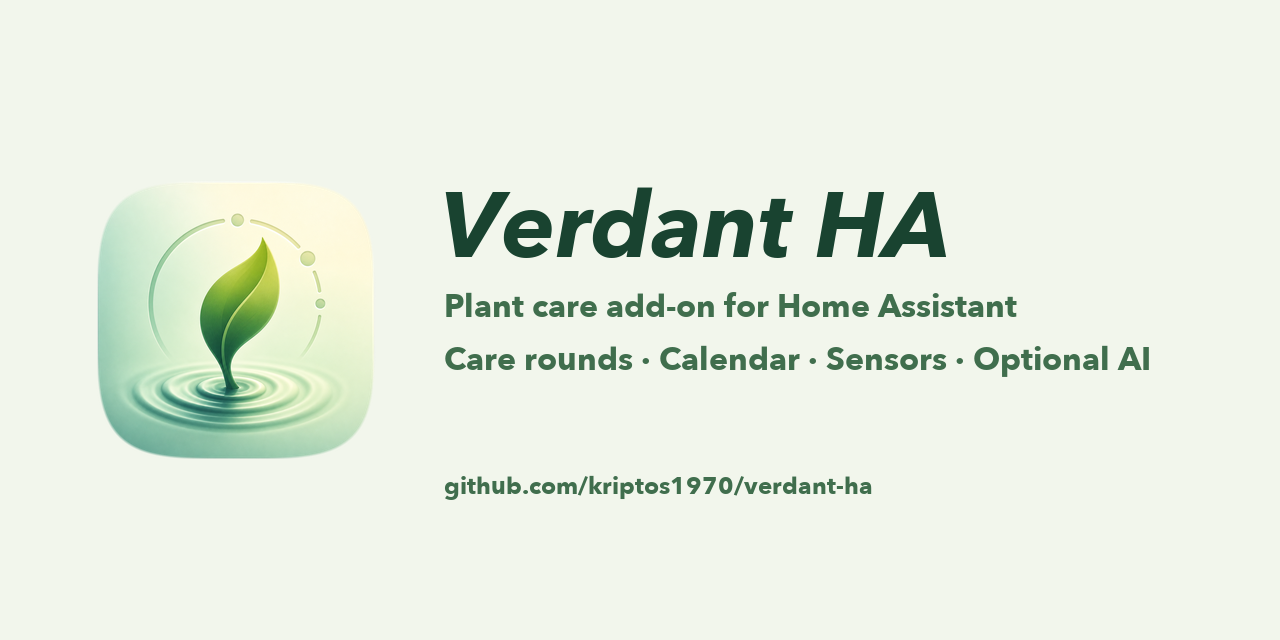 Verdant HA
Plant care add-on for Home Assistant
Care rounds · Calendar · Sensors · Optional AI
github.com/kriptos1970/verdant-ha